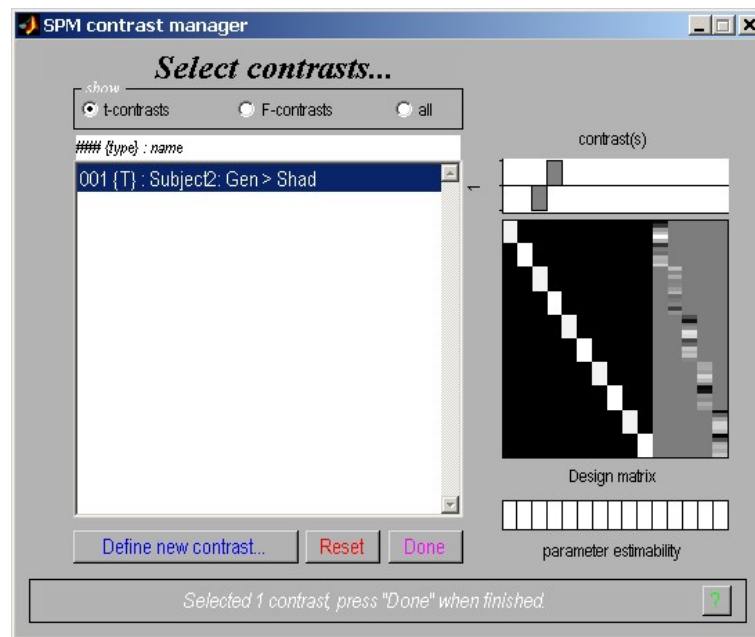 SPM contrast manager
Select contrasts...
show
t-contrasts F-contrasts all
### {type} : name
001 {T} : Subject2: Gen > Shad
contrast(s)
1
Design matrix
parameter estimability
Define new contrast... Reset Done
Selected 1 contrast, press "Done" when finished.
?